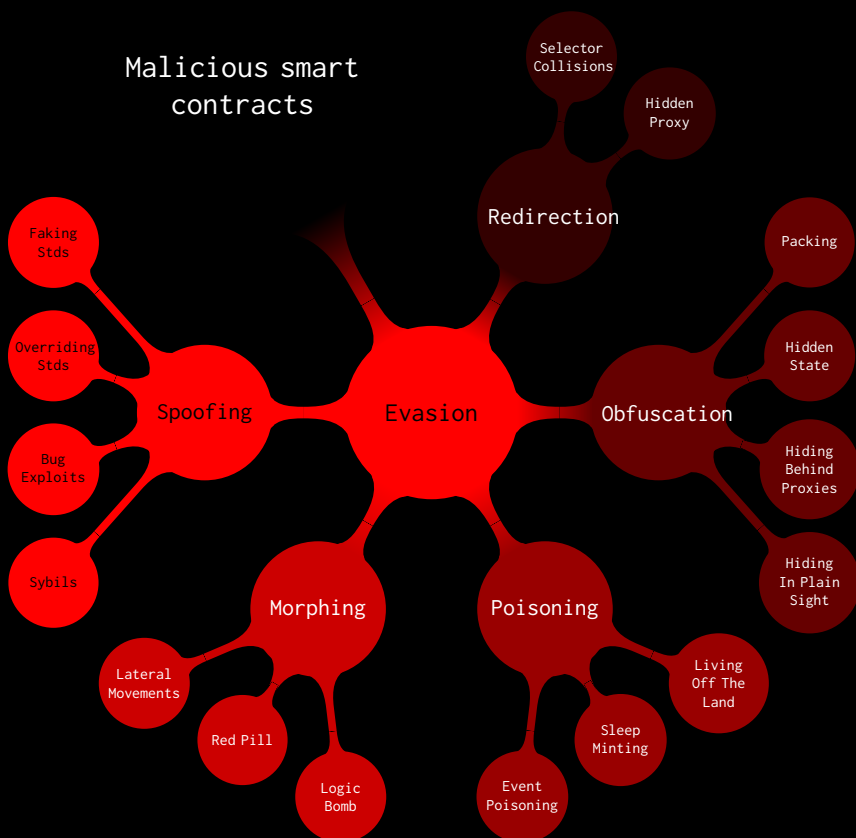 Malicious smart
contracts
Selector
Collisions
Hidden
Proxy
Redirection
Faking
Stds
Overriding
Stds
Bug
Exploits
Sybils
Spoofing
Evasion
Obfuscation
Packing
Hidden
State
Hiding
Behind
Proxies
Hiding
In Plain
Sight
Morphing
Lateral
Movements
Red Pill
Logic
Bomb
Poisoning
Living
Off The
Land
Sleep
Minting
Event
Poisoning